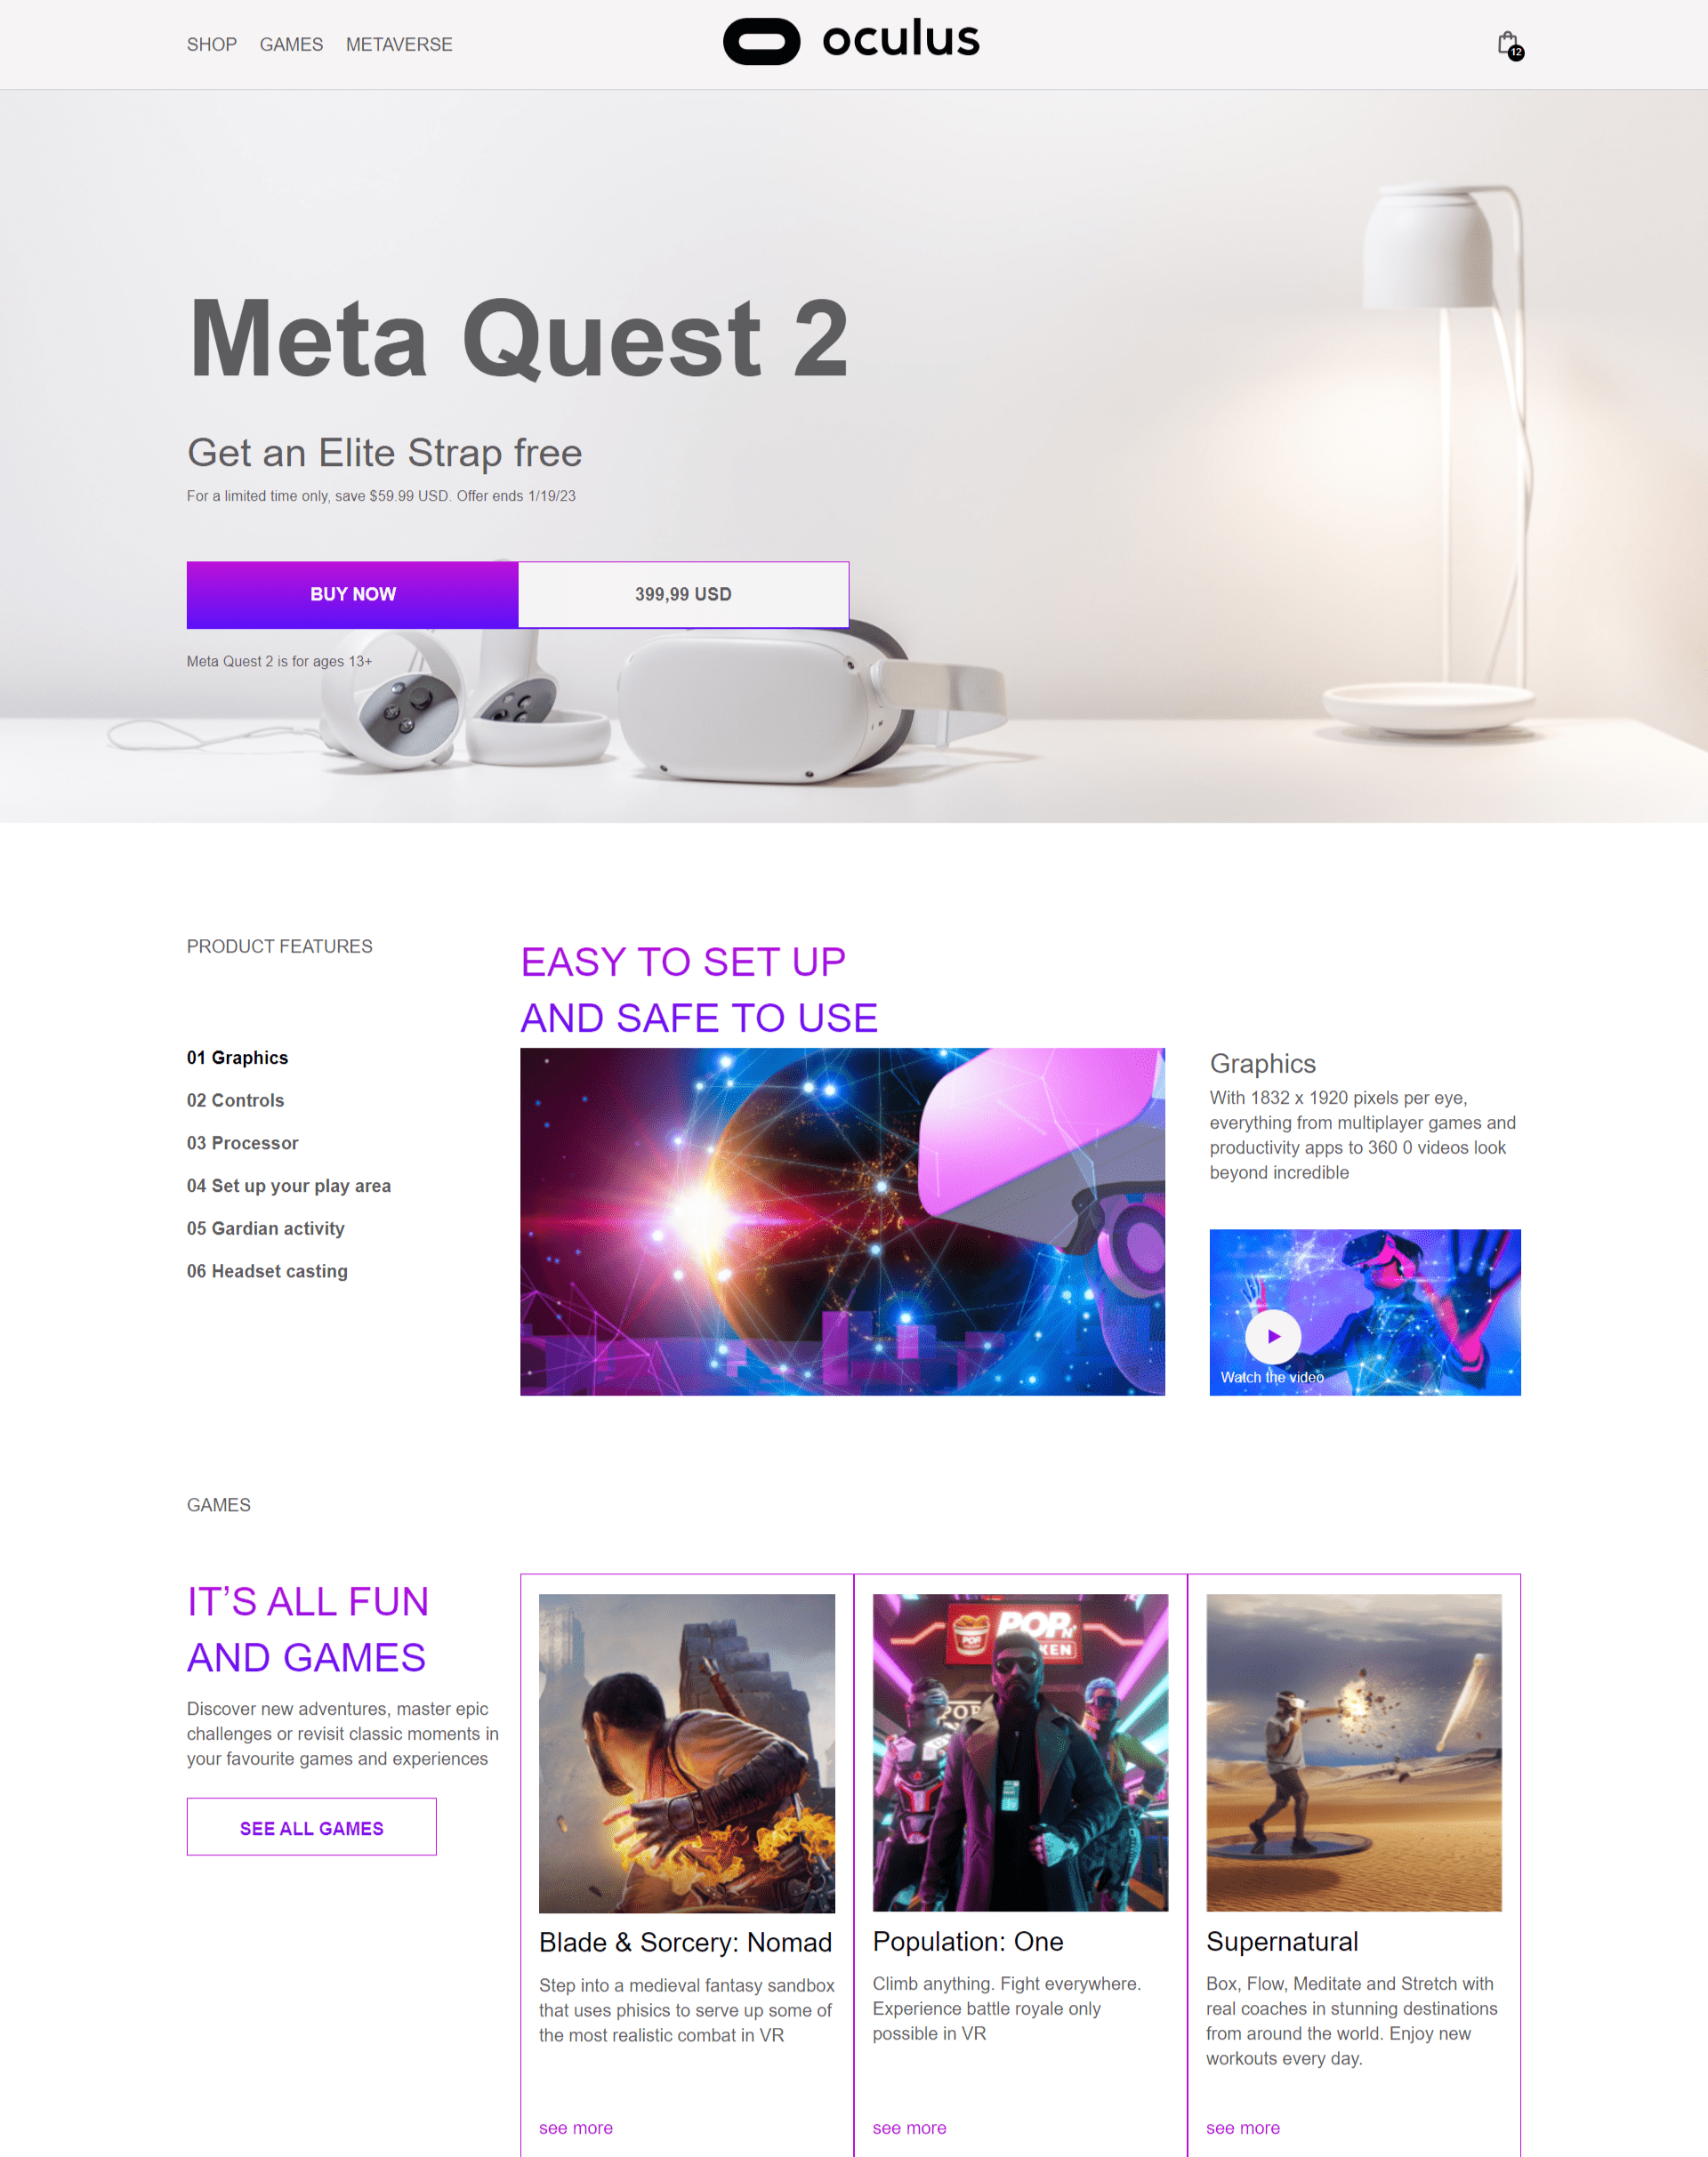 SHOP GAMES METAVERSE
oculus
12
Meta Quest 2
Get an Elite Strap free
For a limited time only, save $59.99 USD. Offer ends 1/19/23
BUY NOW
399,99 USD
Meta Quest 2 is for ages 13+
PRODUCT FEATURES
EASY TO SET UP
AND SAFE TO USE
01 Graphics
02 Controls
03 Processor
04 Set up your play area
05 Gardian activity
06 Headset casting
Graphics
With 1832 x 1920 pixels per eye,
everything from multiplayer games and
productivity apps to 360 0 videos look
beyond incredible
Watch the video
GAMES
IT’S ALL FUN
AND GAMES
Discover new adventures, master epic
challenges or revisit classic moments in
your favourite games and experiences
SEE ALL GAMES
Blade & Sorcery: Nomad
Step into a medieval fantasy sandbox
that uses phisics to serve up some of
the most realistic combat in VR
see more
POP
Population: One
Climb anything. Fight everywhere.
Experience battle royale only
possible in VR
see more
Supernatural
Box, Flow, Meditate and Stretch with
real coaches in stunning destinations
from around the world. Enjoy new
workouts every day.
see more